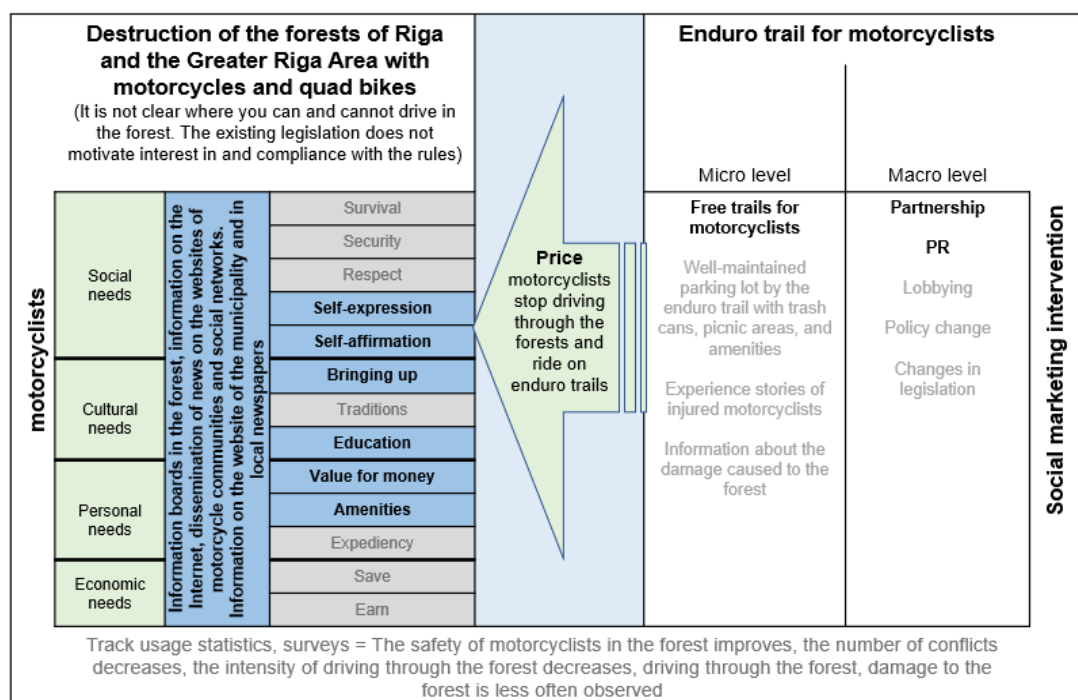 Destruction of the forests of Riga
and the Greater Riga Area with
motorcycles and quad bikes
(It is not clear where you can and cannot drive in
the forest. The existing legislation does not
motivate interest in and compliance with the rules)
Enduro trail for motorcyclists
Micro level
Macro level
motorcyclists
Social
needs
Cultural
needs
Personal
needs
Economic
needs
Information boards in the forest, information on the
Internet, dissemination of news on the websites of
motorcycle communities and social networks.
Information on the website of the municipality and in
local newspapers
Survival
Security
Respect
Self-expression
Self-affirmation
Bringing up
Traditions
Education
Value for money
Amenities
Expediency
Save
Earn
Price
motorcyclists
stop driving
through the
forests and
ride on
enduro trails
Free trails for
motorcyclists
Well-maintained
parking lot by the
enduro trail with trash
cans, picnic areas, and
amenities
Experience stories of
injured motorcyclists
Information about the
damage caused to the
forest
Partnership
PR
Lobbying
Policy change
Changes in
legislation
Social marketing intervention
Track usage statistics, surveys = The safety of motorcyclists in the forest improves, the number of conflicts
decreases, the intensity of driving through the forest decreases, driving through the forest, damage to the
forest is less often observed